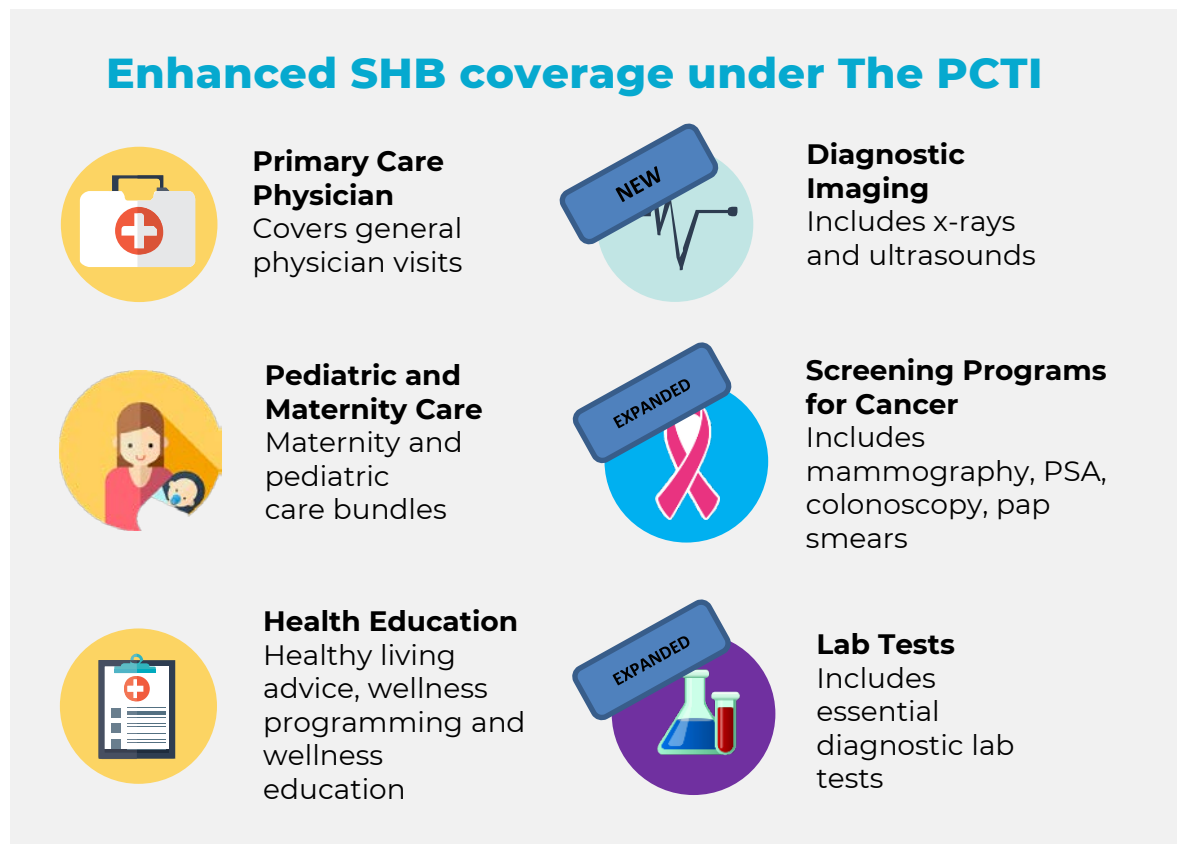 Enhanced SHB coverage under The PCTI
Primary Care
Physician
Covers general
physician visits
NEW
Diagnostic
Imaging
Includes x-rays
and ultrasounds
Pediatric and
Maternity Care
Maternity and
pediatric
care bundles
EXPANDED
Screening Programs
for Cancer
Includes
mammography, PSA,
colonoscopy, pap
smears
Health Education
Healthy living
advice, wellness
programming and
wellness
education
EXPANDED
Lab Tests
Includes
essential
diagnostic lab
tests